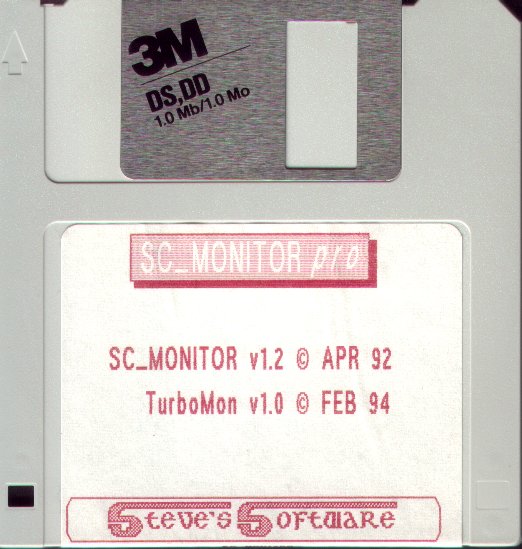 3M
DS,DD
1.0 Mb/1.0 Mo
SC_MONITOR pro
SC_MONITOR v1.2 © APR 92
TurboMon v1.0 © FEB 94
Steve's Software